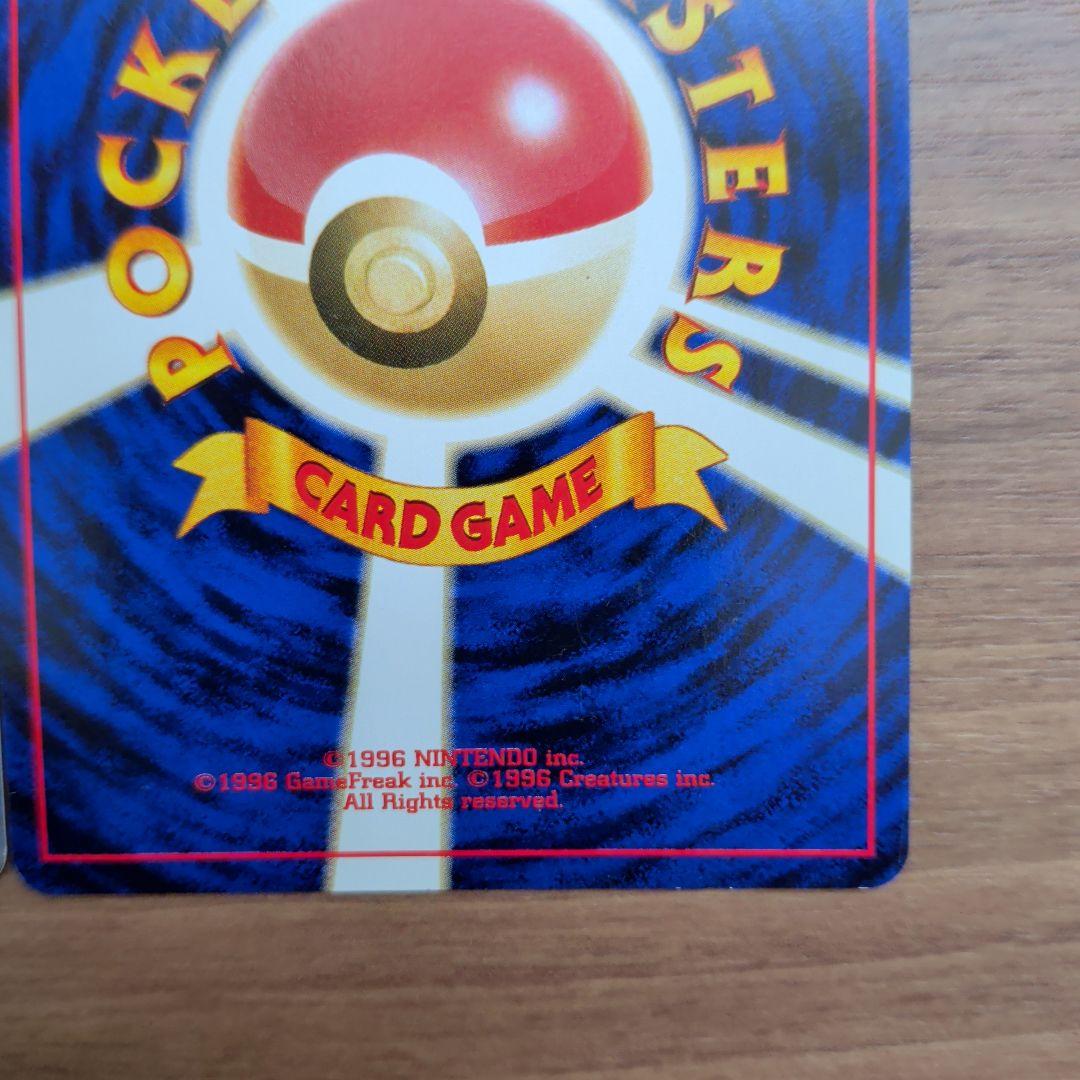 POCKE
STERS
CARD GAME
©1996 NINTENDO inc.
©1996 GameFreak inc. ©1996 Creatures inc.
All Rights reserved.